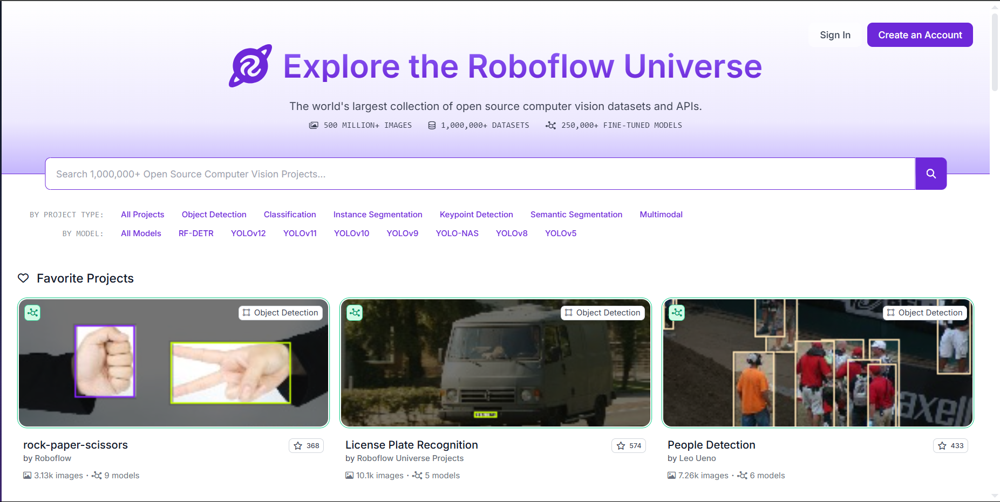 Sign In
Create an Account
Explore the Roboflow Universe
The world's largest collection of open source computer vision datasets and APIs.
500 MILLION+ IMAGES 1,000,000+ DATASETS 250,000+ FINE-TUNED MODELS
Search 1,000,000+ Open Source Computer Vision Projects...
BY PROJECT TYPE: All Projects Object Detection Classification Instance Segmentation Keypoint Detection Semantic Segmentation Multimodal
BY MODEL: All Models RF-DETR YOLOv12 YOLOv11 YOLOv10 YOLOv9 YOLO-NAS YOLOv8 YOLOv5
Favorite Projects
Object Detection
rock-paper-scissors
368
by Roboflow
3.13k images · 9 models
Object Detection
License Plate Recognition
574
by Roboflow Universe Projects
10.1k images · 5 models
Object Detection
axell
People Detection
433
by Leo Ueno
7.26k images · 6 models